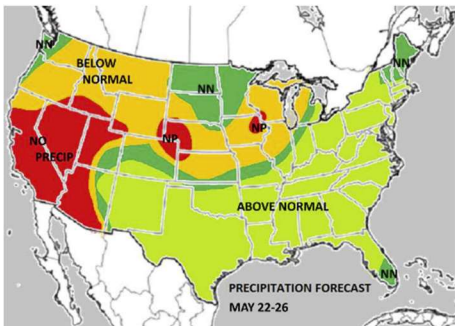 NN
BELOW
NORMAL
NN
NN
NO
PRECIP
NP
NP
ABOVE NORMAL
NN
PRECIPITATION FORECAST
MAY 22-26